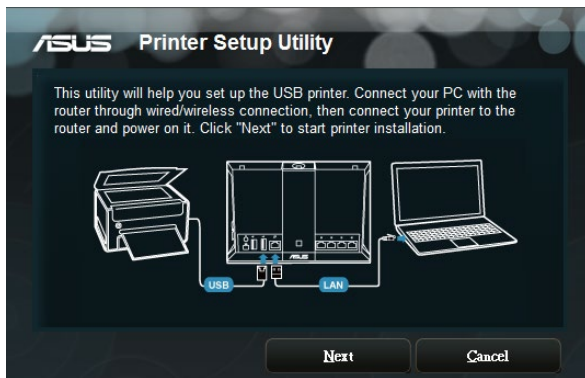 ASUS Printer Setup Utility
This utility will help you set up the USB printer. Connect your PC with the
router through wired/wireless connection, then connect your printer to the
router and power on it. Click "Next" to start printer installation.
ASUS
USB
LAN
Next
Cancel